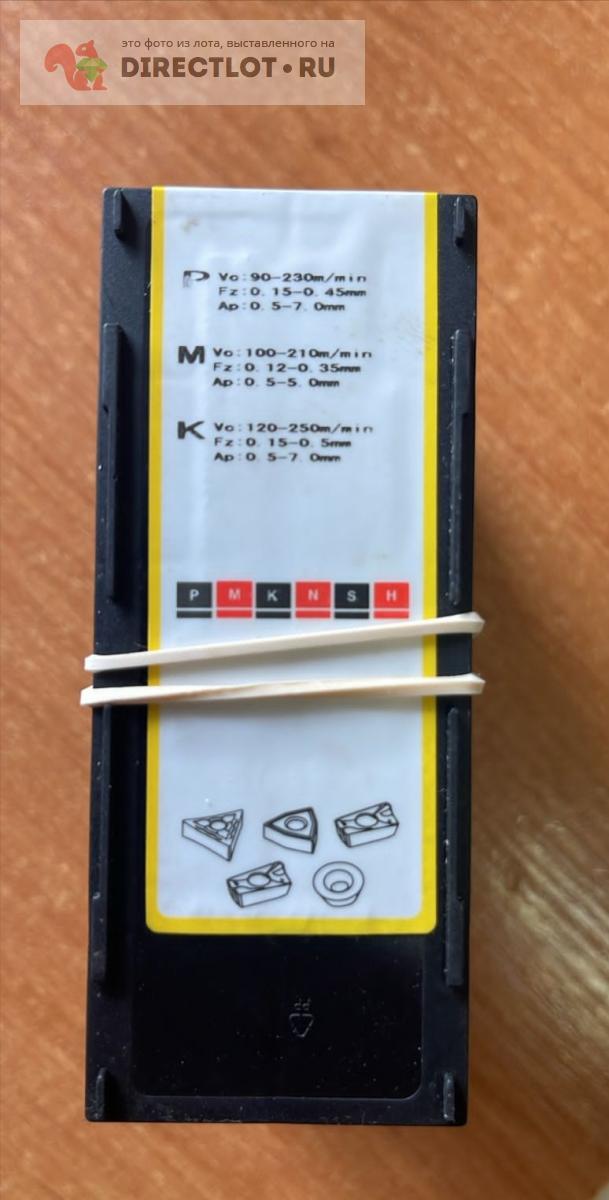 это фото из лота, выставленного на
DIRECTLOT.RU
P Vc:90-230m/min
Fz:0.15-0.45mm
Ap:0.5-7.0mm
M Vc:100-210m/min
Fz:0.12-0.35mm
Ap:0.5-5.0mm
K Vc:120-250m/min
Fz:0.15-0.5mm
Ap:0.5-7.0mm
P M K N S H
PP